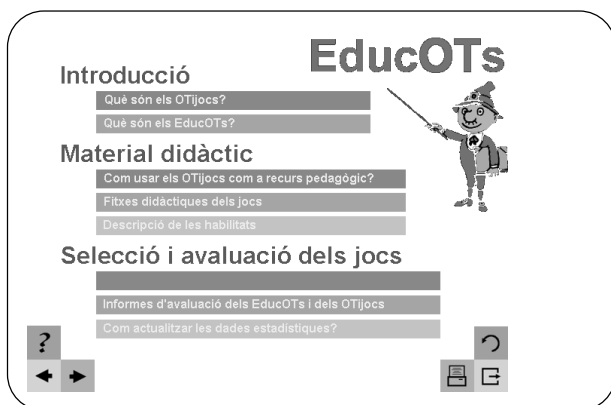 EducOTs
Introducció
Què són els OTijocs?
Què són els EducOTs?
Material didàctic
Com usar els OTijocs com a recurs pedagógic?
Fitxes didàctiques dels jocs
Descripció de les habilitats
Selecció i avaluació dels jocs
Informes d'avaluació dels EducOTs i dels OTijocs
Com actualitzar les dades estadístiques?
?